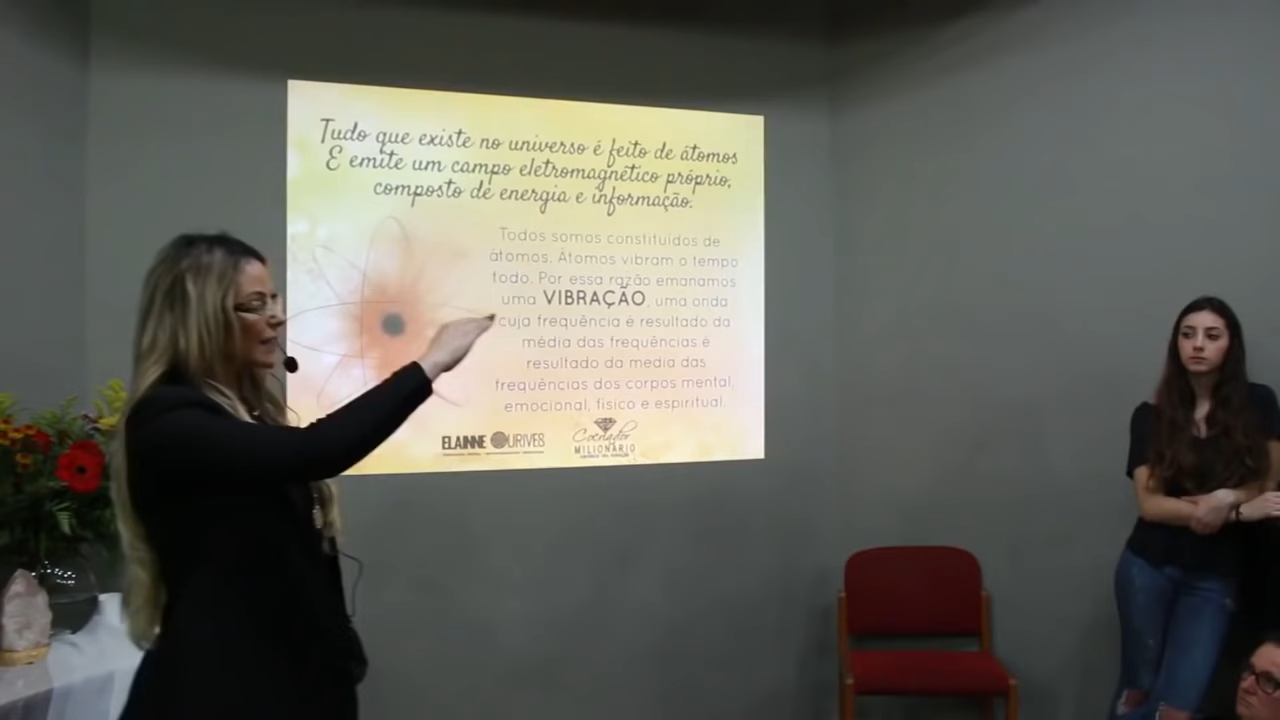 Tudo que existe no universo é feito de átomos
E emite um campo eletromagnético próprio,
composto de energia e informação.
Todos somos constituídos de
átomos. Átomos vibram o tempo
todo. Por essa razão emanamos
uma VIBRAÇÃO, uma onda
cuja frequência é resultado da
média das frequências é
resultado da media das
frequências dos corpos mental,
emocional, físico e espiritual.
ELAINNE OURIVES
Cocriador
MILIONÁRIO